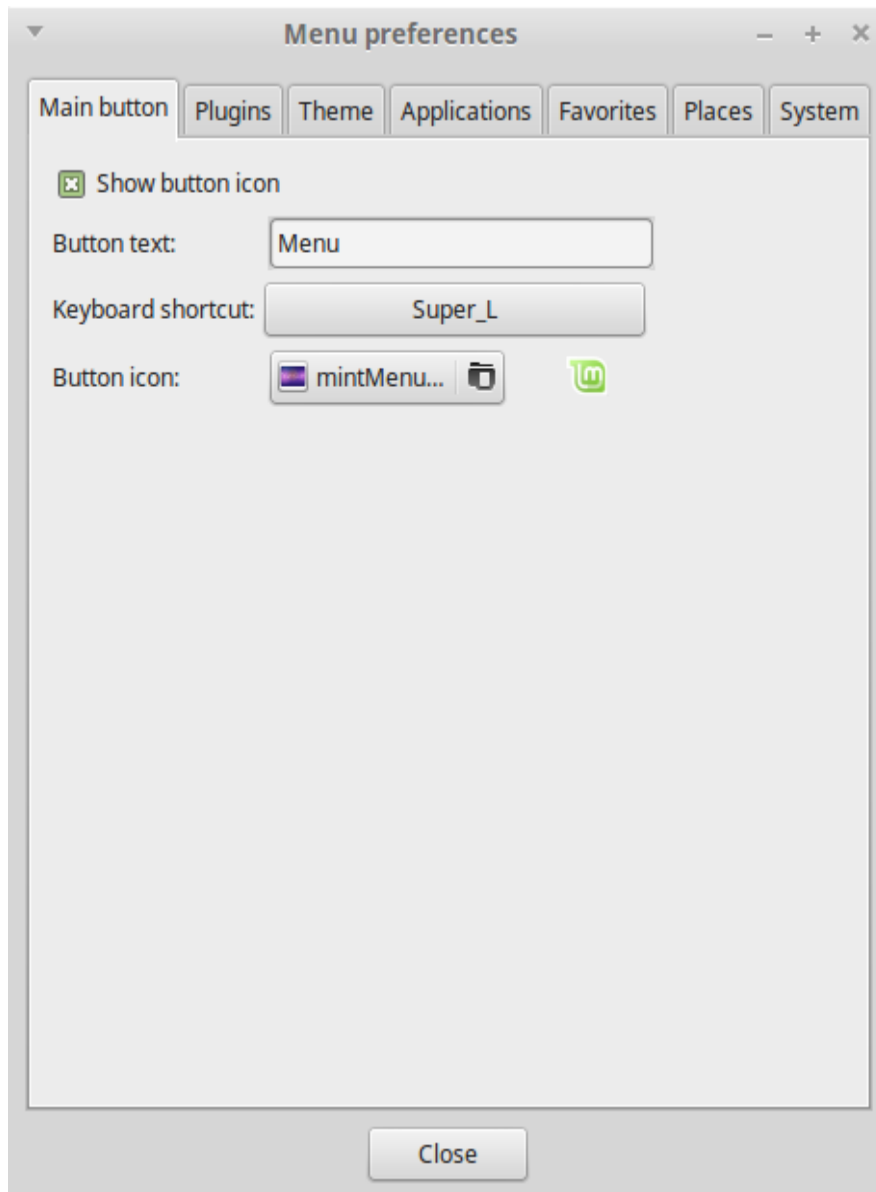 Menu preferences
Main button Plugins Theme Applications Favorites Places System
Show button icon
Button text: Menu
Keyboard shortcut: Super_L
Button icon: mintMenu...
Close